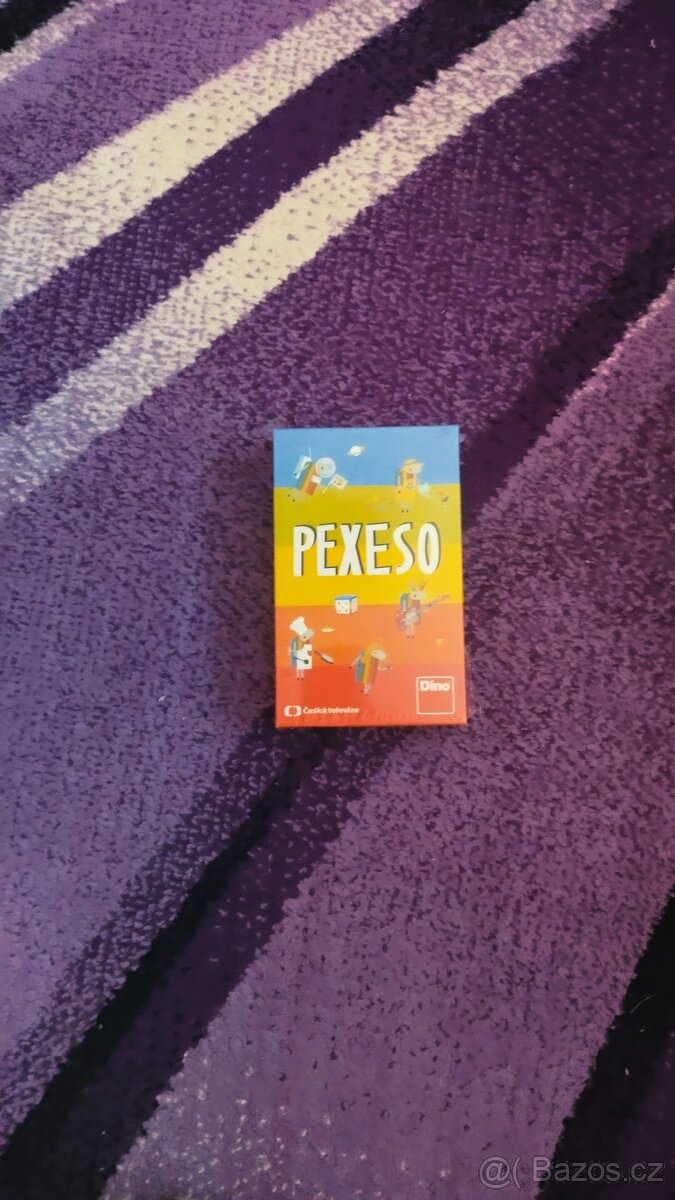 PEXESO
Dino
Česká televize
@( Bazos.cz